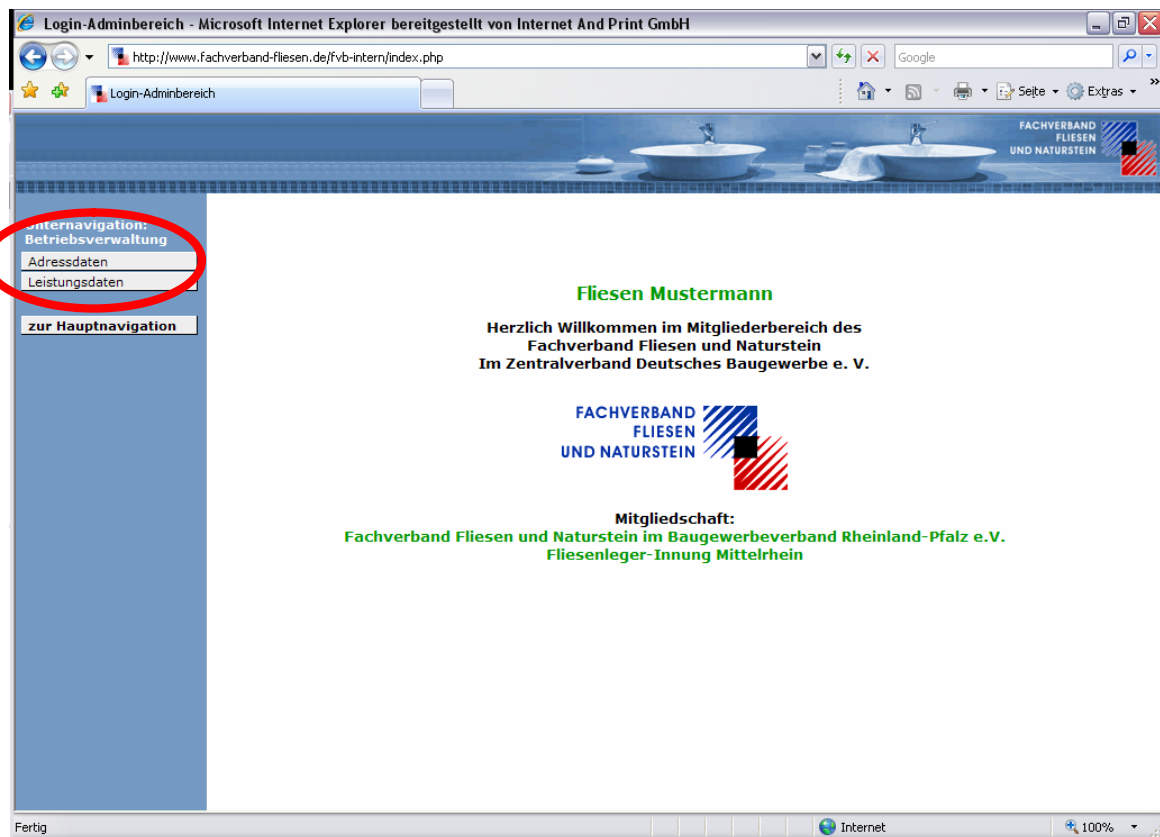 Login-Adminbereich - Microsoft Internet Explorer bereitgestellt von Internet And Print GmbH
http://www.fachverband-fliesen.de/fvb-intern/index.php
Google
Login-Adminbereich
Seite
Extras
»
FACHVERBAND
FLIESEN
UND NATURSTEIN
Unternavigation:
Betriebsverwaltung
Adressdaten
Leistungsdaten
zur Hauptnavigation
Fliesen Mustermann
Herzlich Willkommen im Mitgliederbereich des
Fachverband Fliesen und Naturstein
Im Zentralverband Deutsches Baugewerbe e. V.
FACHVERBAND
FLIESEN
UND NATURSTEIN
Mitgliedschaft:
Fachverband Fliesen und Naturstein im Baugewerbeverband Rheinland-Pfalz e.V.
Fliesenleger-Innung Mittelrhein
Fertig
Internet
100%